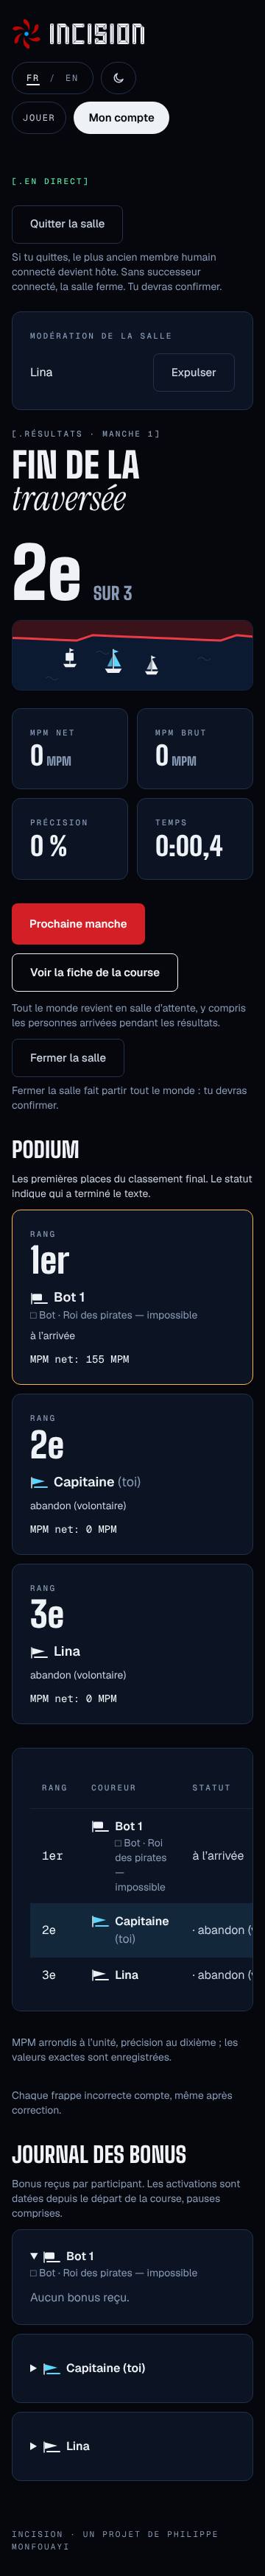 INCISION
FR / EN
JOUER
Mon compte
[.EN DIRECT]
Quitter la salle
Si tu quittes, le plus ancien membre humain
connecté devient hôte. Sans successeur
connecté, la salle ferme. Tu devras confirmer.
MODÉRATION DE LA SALLE
Lina
Expulser
[.RÉSULTATS · MANCHE 1]
FIN DE LA
traversée
2e SUR 3
MPM NET
0 MPM
MPM BRUT
0 MPM
PRÉCISION
0 %
TEMPS
0:00,4
Prochaine manche
Voir la fiche de la course
Tout le monde revient en salle d'attente, y compris
les personnes arrivées pendant les résultats.
Fermer la salle
Fermer la salle fait partir tout le monde : tu devras
confirmer.
PODIUM
Les premières places du classement final. Le statut
indique qui a terminé le texte.
RANG
1er
Bot 1
□ Bot · Roi des pirates — impossible
à l'arrivée
MPM net: 155 MPM
RANG
2e
Capitaine (toi)
abandon (volontaire)
MPM net: 0 MPM
RANG
3e
Lina
abandon (volontaire)
MPM net: 0 MPM
RANG COUREUR STATUT
1er
Bot 1
□ Bot · Roi
des pirates
—
impossible
à l'arrivée
2e
Capitaine
(toi)
· abandon (v
3e
Lina
· abandon (v
MPM arrondis à l'unité, précision au dixième ; les
valeurs exactes sont enregistrées.
Chaque frappe incorrecte compte, même après
correction.
JOURNAL DES BONUS
Bonus reçus par participant. Les activations sont
datées depuis le départ de la course, pauses
comprises.
Bot 1
□ Bot · Roi des pirates — impossible
Aucun bonus reçu.
Capitaine (toi)
Lina
INCISION · UN PROJET DE PHILIPPE
MONFOUAYI